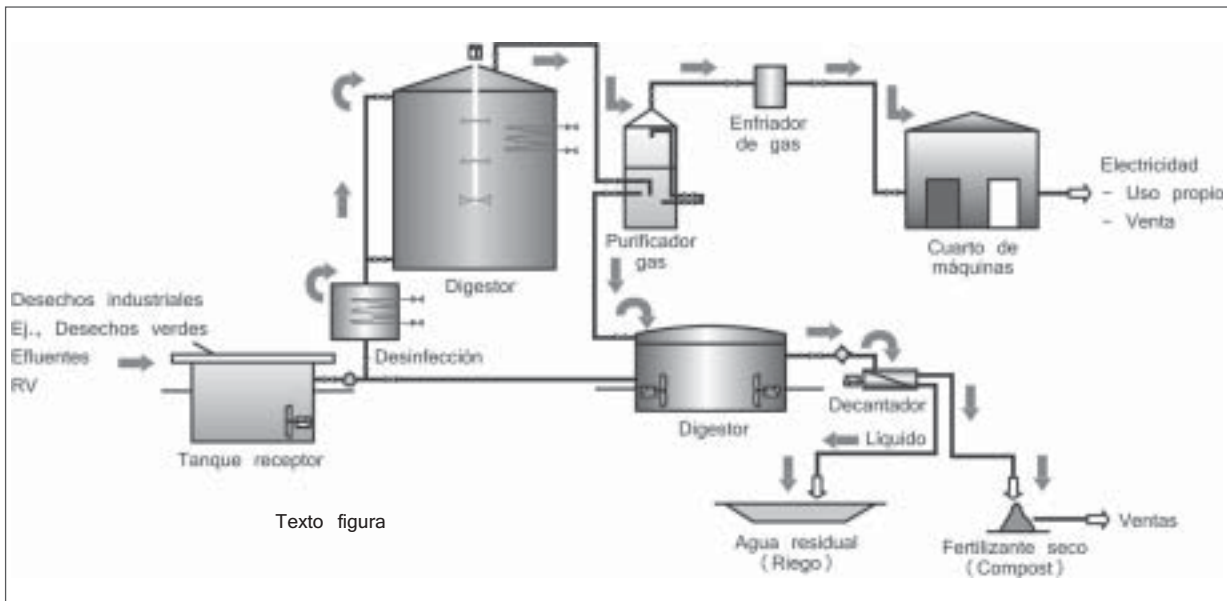 Enfriador
de gas
Electricidad
- Uso propio
- Venta
Cuarto de
máquinas
Purificador
gas
Digestor
Desechos industriales
Ej., Desechos verdes
Efluentes
RV
Desinfección
Tanque receptor
Digestor
Decantador
Líquido
Texto figura
Agua residual
(Riego)
Fertilizante seco
(Compost)
Ventas